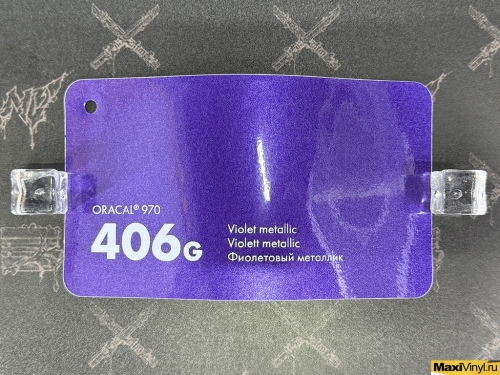 ORACAL® 970
406G
Violet metallic
Violett metallic
Фиолетовый металлик
MaxiVinyl.ru